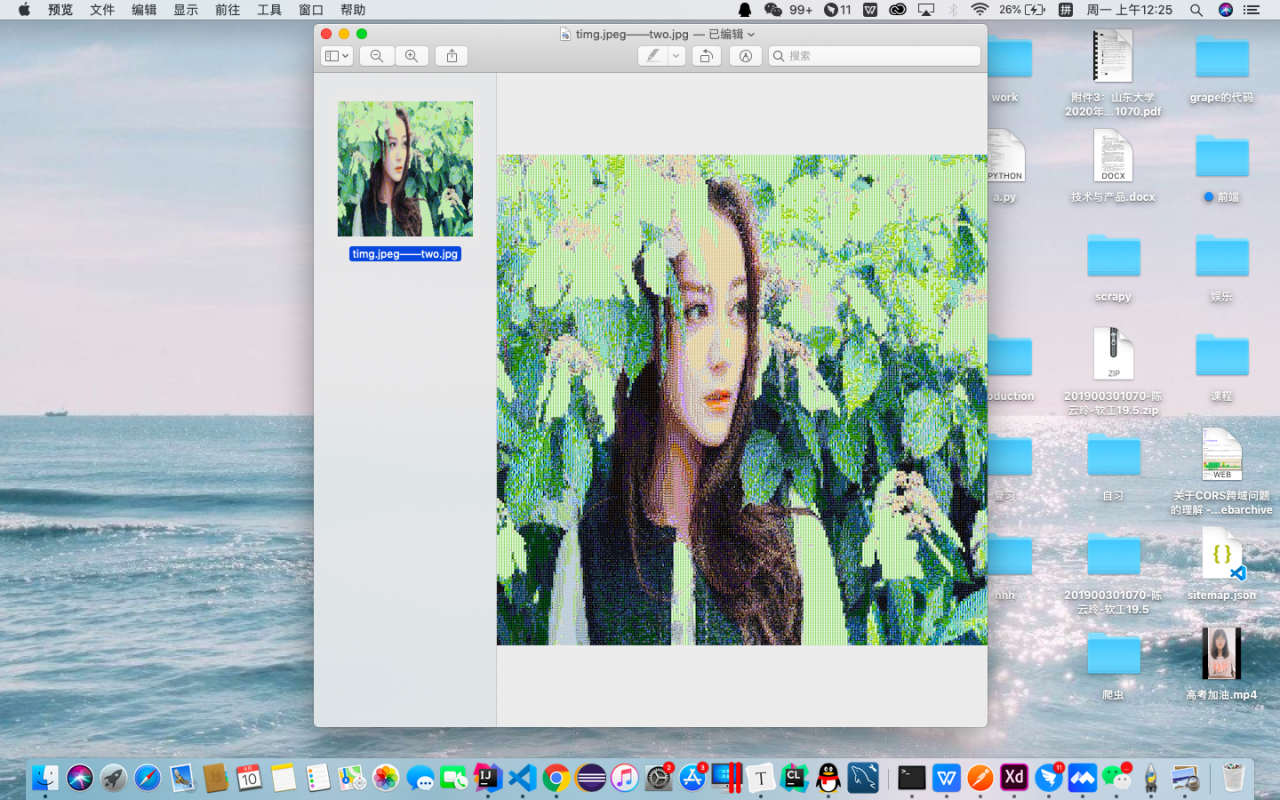 预览 文件 编辑 显示 前往 工具 窗口 帮助
99+ 11 26% 拼 周一 上午12:25
timg.jpeg——two.jpg — 已编辑
搜索
timg.jpeg——two.jpg
work
附件3：山东大学
2020年...1070.pdf
grape的代码
PYTHON
a.py
DOCX
技术与产品.docx
前端
scrapy
娱乐
oduction
ZIP
201900301070-陈
云玲-软工19.5.zip
课程
复习
自习
WEB
关于CORS跨域问题
的理解 -...ebarchive
hhh
201900301070-陈
云玲-软工19.5
sitemap.json
爬虫
高考加油.mp4
10
IJ
2
3
T
CL
W
Xd
11